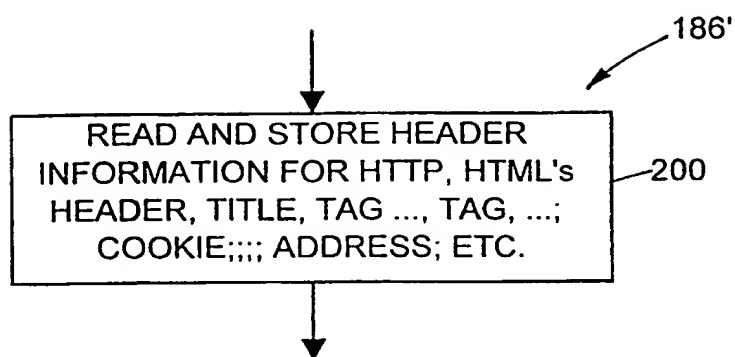 186'
READ AND STORE HEADER
INFORMATION FOR HTTP, HTML's
HEADER, TITLE, TAG ..., TAG, ...;
COOKIE;;;; ADDRESS; ETC.
200